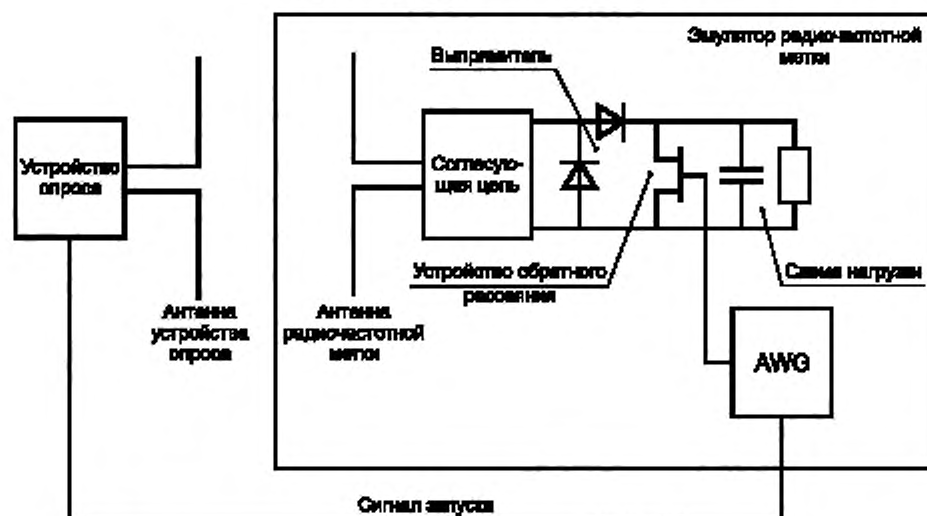 Эмулятор радиочастотной
метки
Выпрямитель
Устройство
опроса
Согласую-
щая цепь
Устройство обратного
рассеяния
Схема нагрузки
Антенна
устройства
опроса
Антенна
радиочастотной
метки
AWG
Сигнал запуска